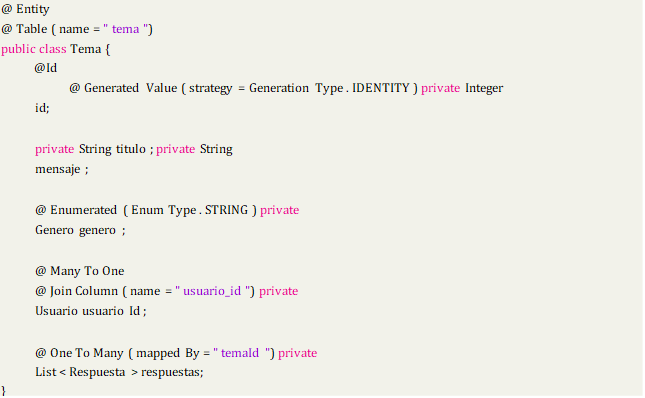 @ Entity
@ Table ( name = " tema ")
public class Tema {
@Id
@ Generated Value ( strategy = Generation Type . IDENTITY ) private Integer
id;
private String titulo ; private String
mensaje ;
@ Enumerated ( Enum Type . STRING ) private
Genero genero ;
@ Many To One
@ Join Column ( name = " usuario_id ") private
Usuario usuario Id ;
@ One To Many ( mapped By = " temaId ") private
List < Respuesta > respuestas;
}